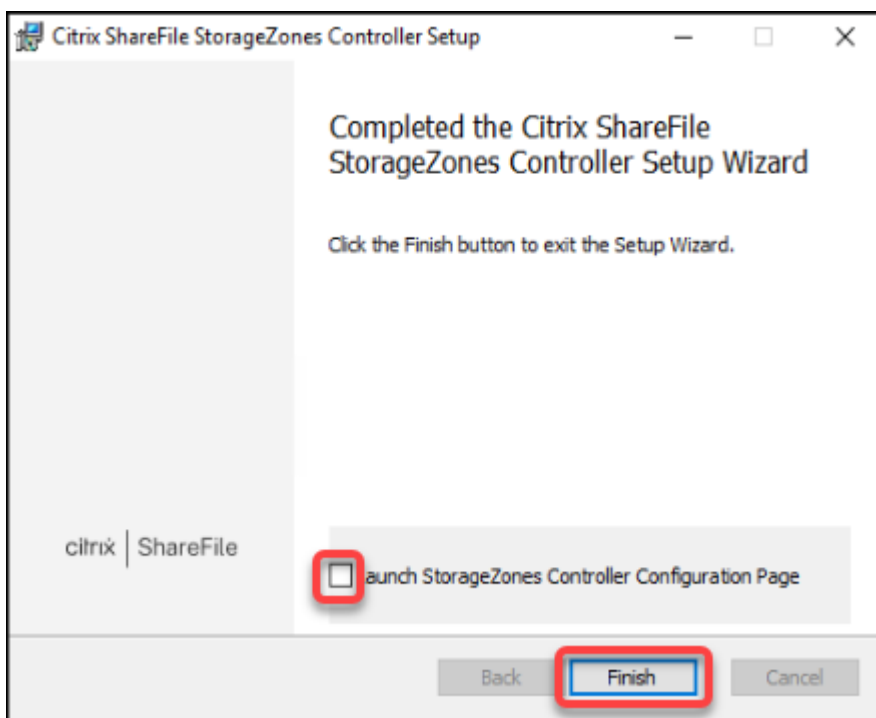 Citrix ShareFile StorageZones Controller Setup
Completed the Citrix ShareFile
StorageZones Controller Setup Wizard
Click the Finish button to exit the Setup Wizard.
citrix | ShareFile
aunch StorageZones Controller Configuration Page
Back Finish Cancel